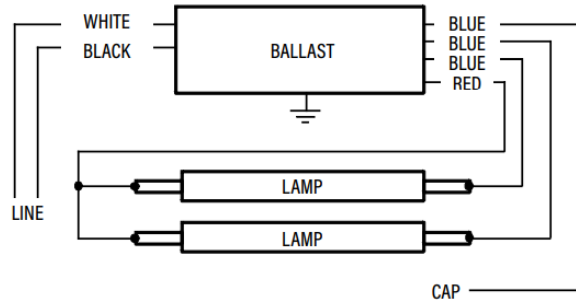 WHITE
BLACK
BALLAST
BLUE
BLUE
BLUE
RED
LINE
LAMP
LAMP
CAP